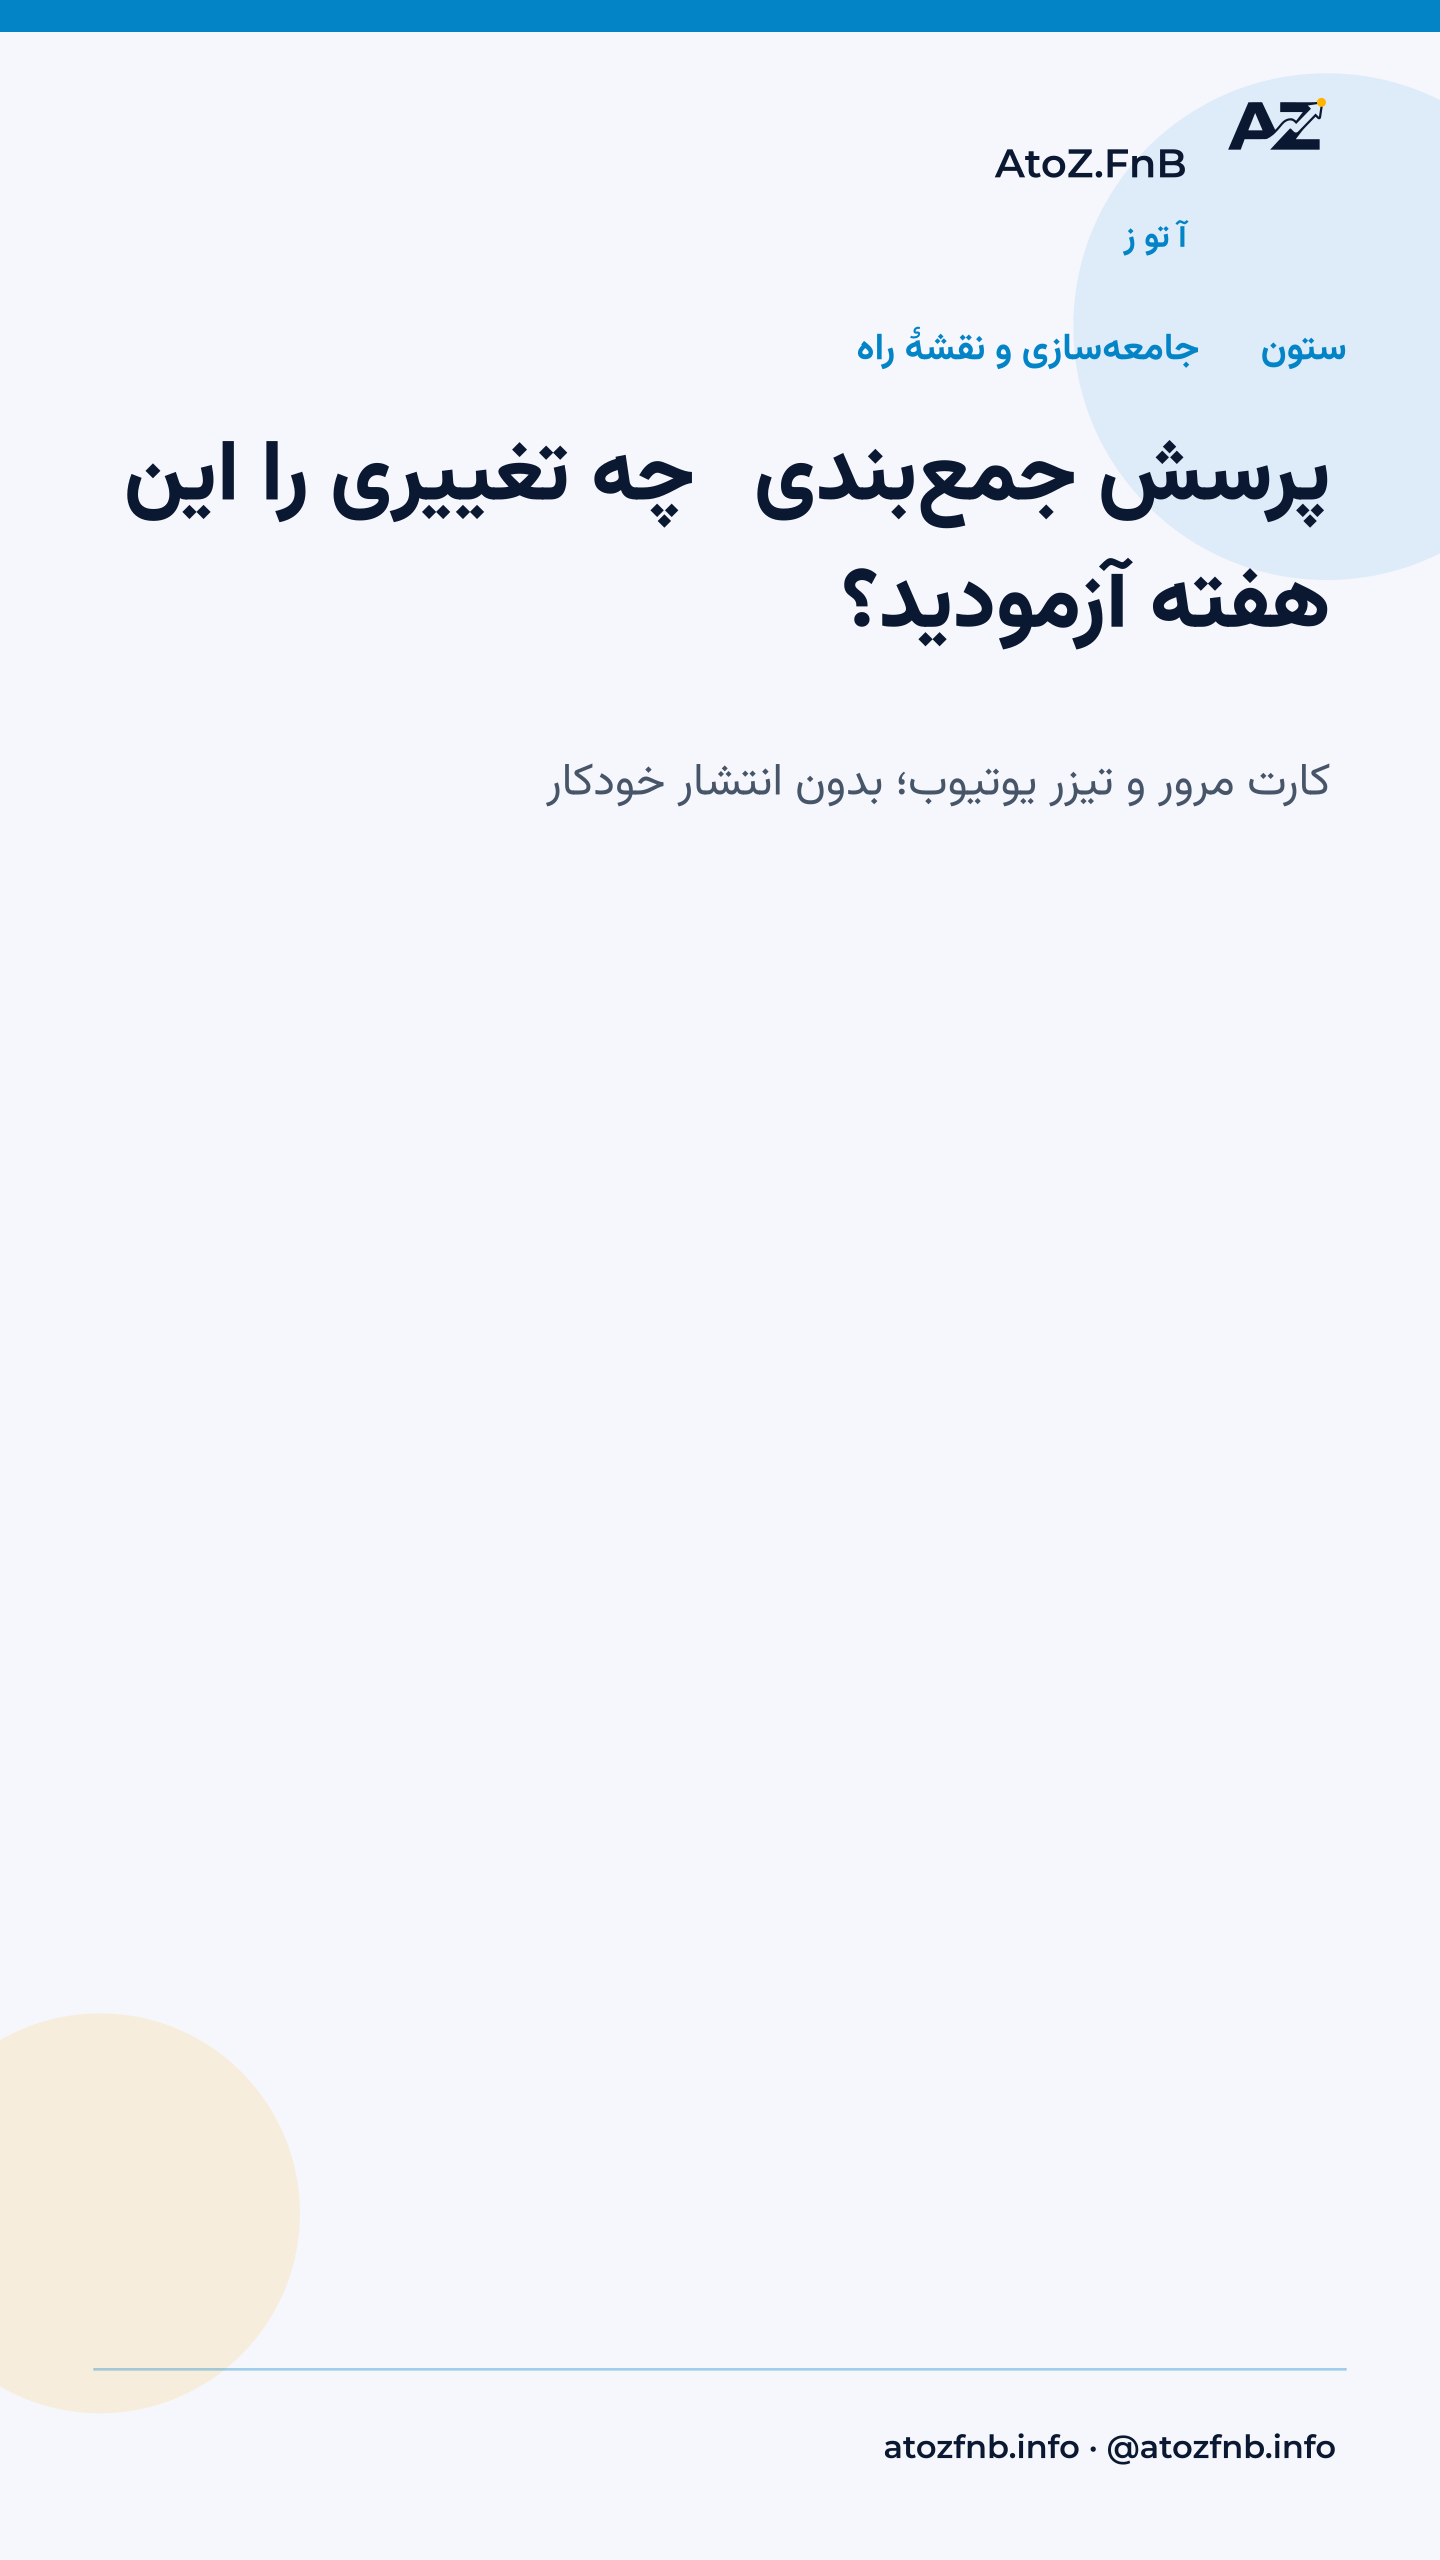 AZ
AtoZ.FnB
آ تو ز
ستون جامعه‌سازی و نقشهٔ راه
پرسش جمع‌بندی چه تغییری را این
هفته آزمودید؟
کارت مرور و تیزر یوتیوب؛ بدون انتشار خودکار
atozfnb.info · @atozfnb.info